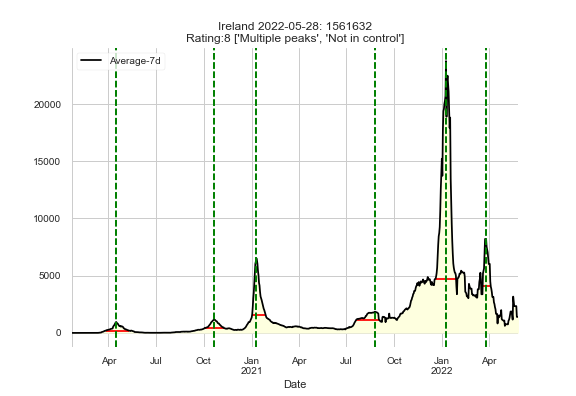 Ireland 2022-05-28: 1561632
Rating:8 ['Multiple peaks', 'Not in control']
Average-7d
20000
15000
10000
5000
0
Apr Jul Oct Jan Apr Jul Oct Jan Apr
2021 2022
Date